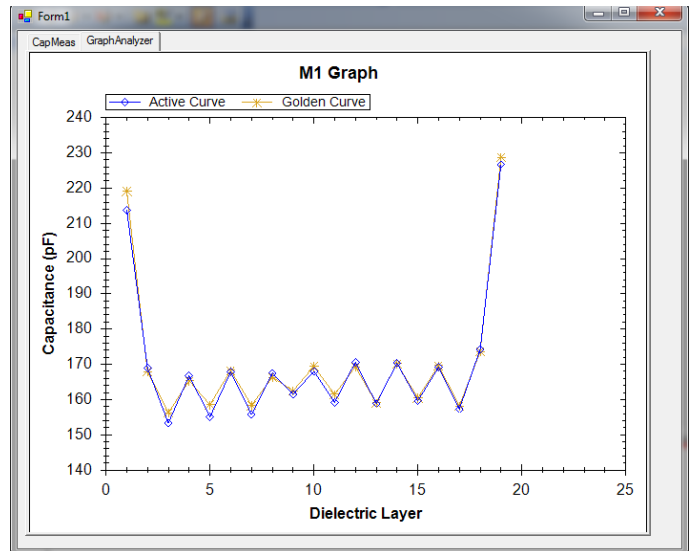 Form1
CapMeas GraphAnalyzer
M1 Graph
Active Curve Golden Curve
240
230
220
210
200
190
180
170
160
150
140
Capacitance (pF)
0 5 10 15 20 25
Dielectric Layer